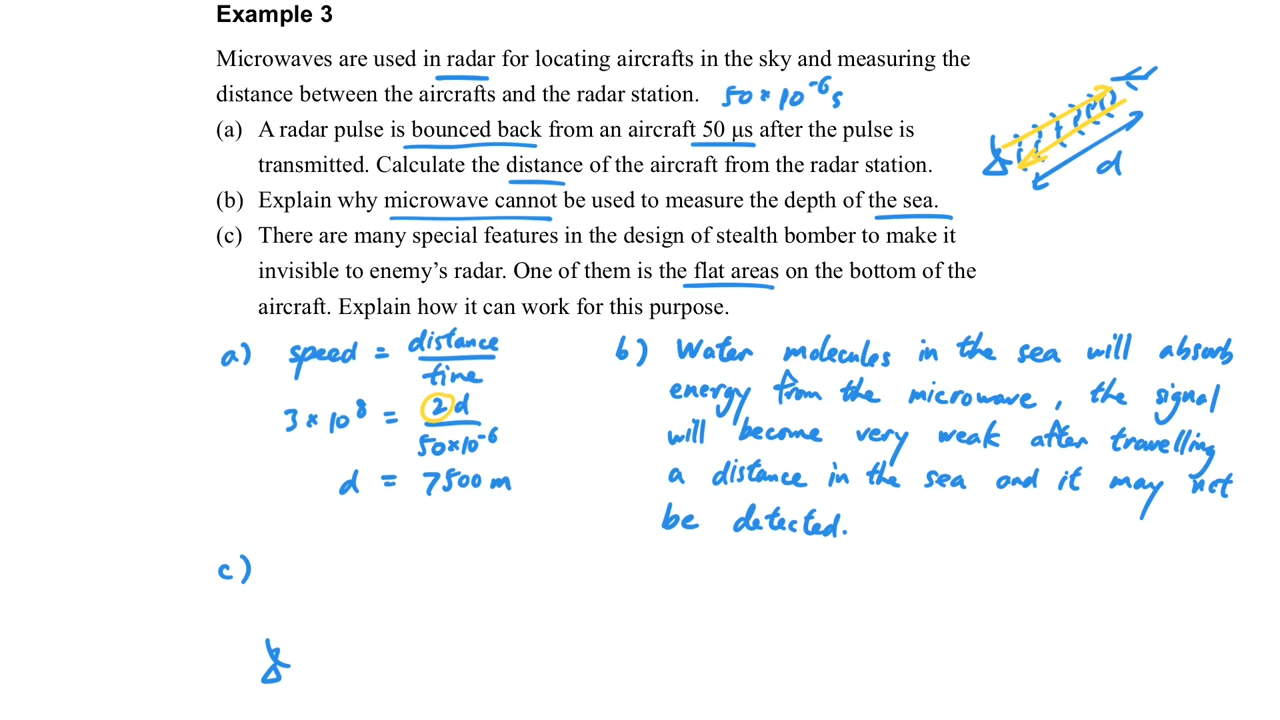 Example 3
Microwaves are used in radar for locating aircrafts in the sky and measuring the
distance between the aircrafts and the radar station. 50 × 10⁻⁶ s
(a) A radar pulse is bounced back from an aircraft 50 μs after the pulse is
transmitted. Calculate the distance of the aircraft from the radar station.
d
(b) Explain why microwave cannot be used to measure the depth of the sea.
(c) There are many special features in the design of stealth bomber to make it
invisible to enemy's radar. One of them is the flat areas on the bottom of the
aircraft. Explain how it can work for this purpose.
a) speed = distance / time
3 × 10⁸ = 2d / 50×10⁻⁶
d = 7500 m
b) Water molecules in the sea will absorb
energy from the microwave, the signal
will become very weak after travelling
a distance in the sea and it may not
be detected.
c)